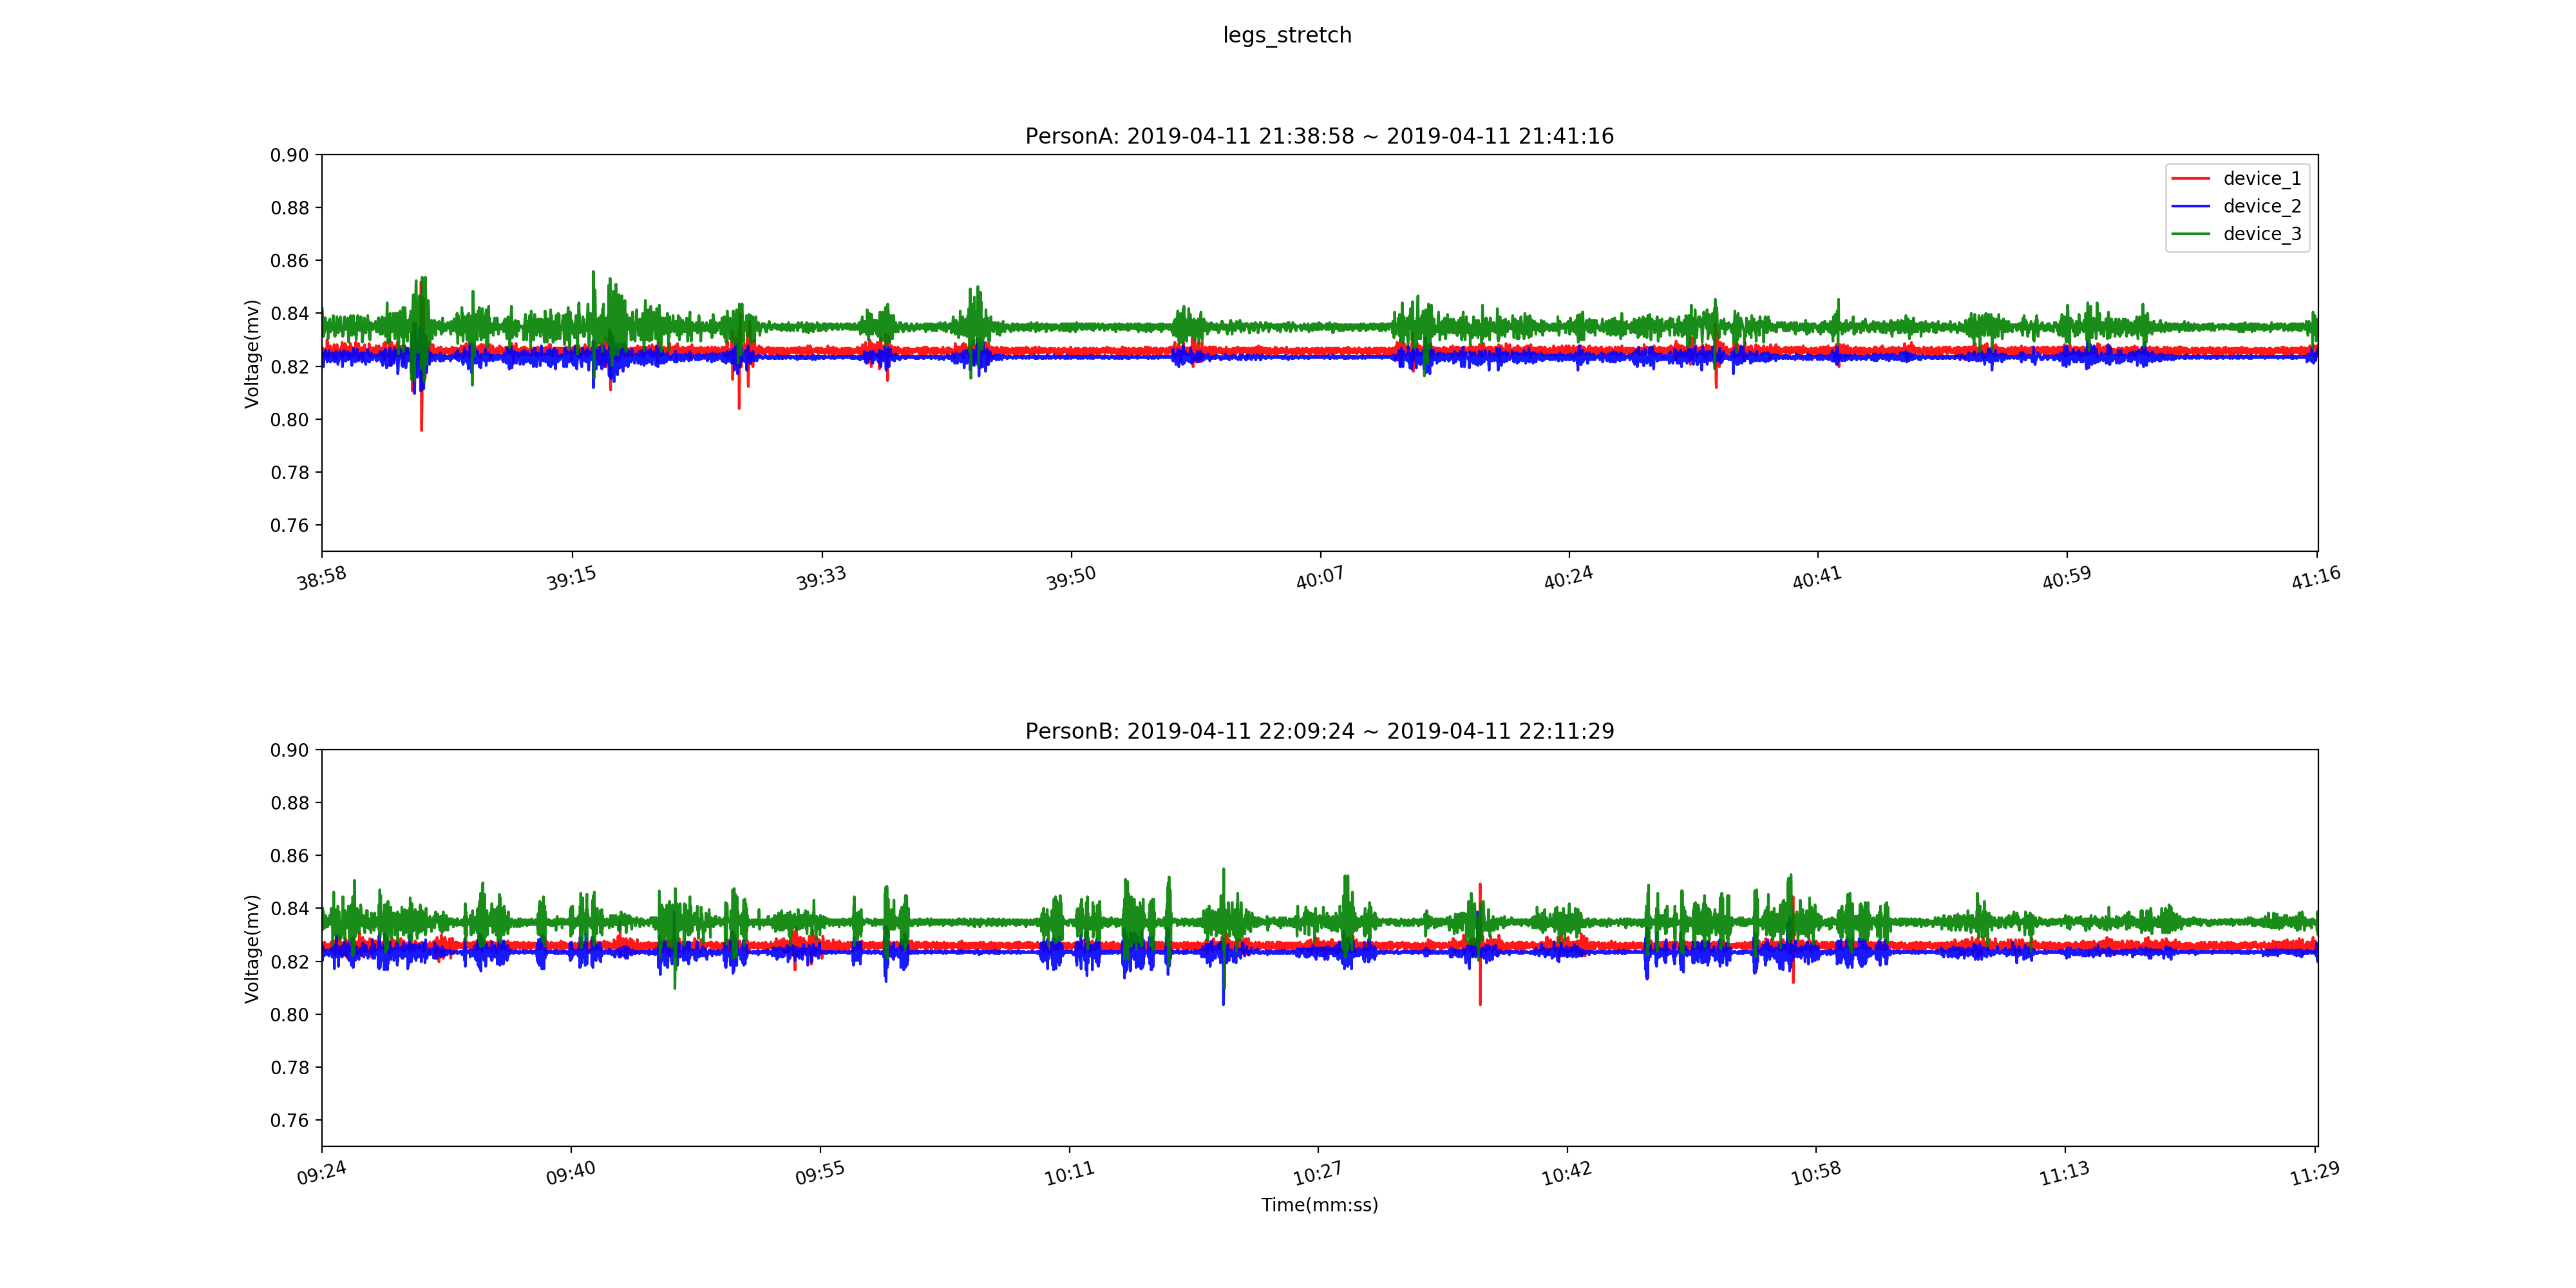 legs_stretch
PersonA: 2019-04-11 21:38:58 ~ 2019-04-11 21:41:16
Voltage(mv)
0.90
0.88
0.86
0.84
0.82
0.80
0.78
0.76
device_1
device_2
device_3
38:58 39:15 39:33 39:50 40:07 40:24 40:41 40:59 41:16
PersonB: 2019-04-11 22:09:24 ~ 2019-04-11 22:11:29
Voltage(mv)
0.90
0.88
0.86
0.84
0.82
0.80
0.78
0.76
09:24 09:40 09:55 10:11 10:27 10:42 10:58 11:13 11:29
Time(mm:ss)